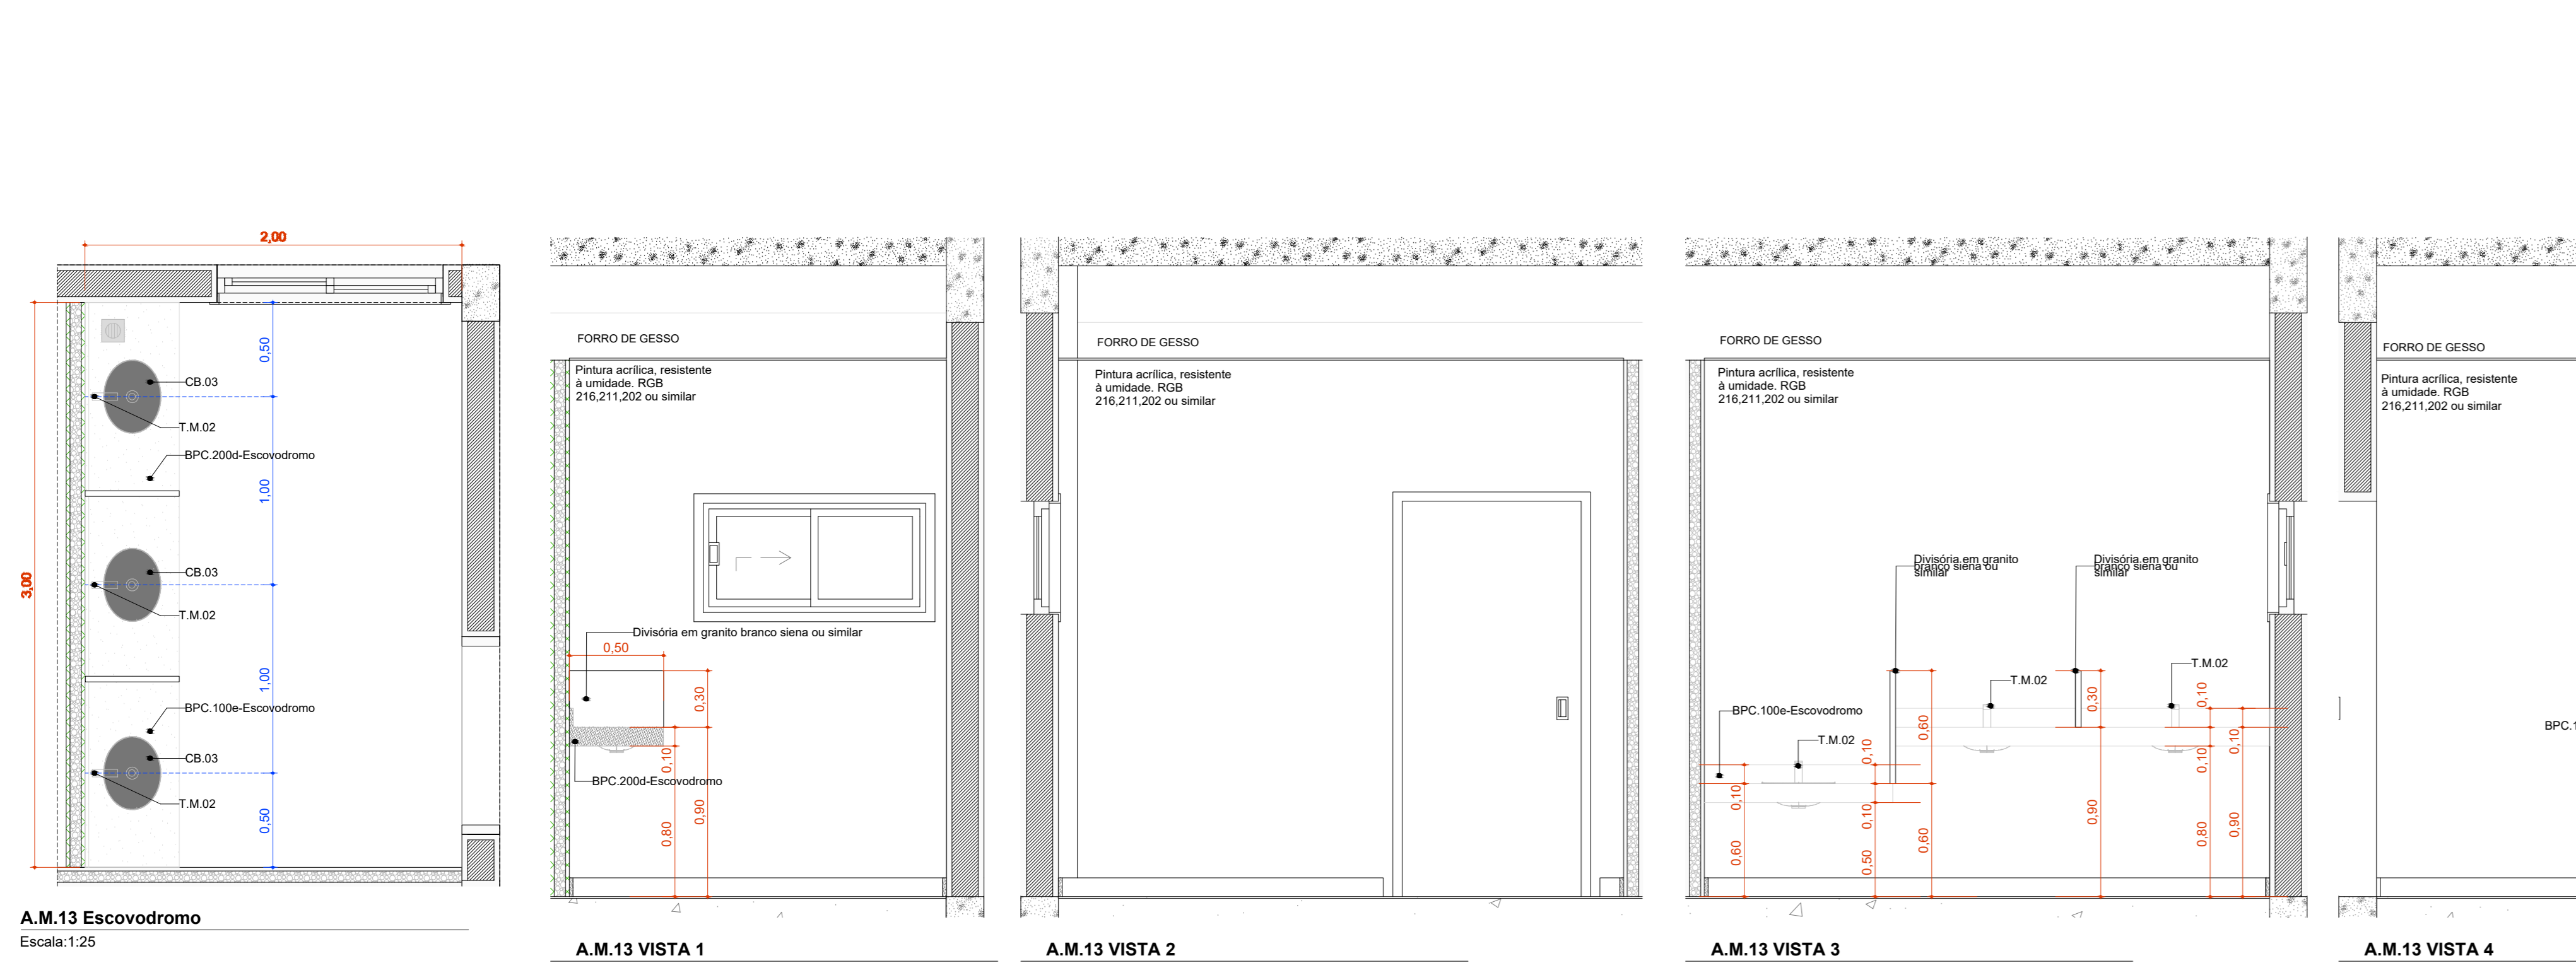 2,00
3,00
0,50
CB.03
T.M.02
BPC.200d-Escovodromo
1,00
CB.03
T.M.02
1,00
BPC.100e-Escovodromo
CB.03
T.M.02
0,50
A.M.13 Escovodromo
Escala:1:25
FORRO DE GESSO
Pintura acrílica, resistente
à umidade. RGB
216,211,202 ou similar
Divisória em granito branco siena ou similar
0,50
0,30
0,10
BPC.200d-Escovodromo
0,80
0,90
A.M.13 VISTA 1
FORRO DE GESSO
Pintura acrílica, resistente
à umidade. RGB
216,211,202 ou similar
A.M.13 VISTA 2
FORRO DE GESSO
Pintura acrílica, resistente
à umidade. RGB
216,211,202 ou similar
Divisória em granito
branco siena ou
similar
Divisória em granito
branco siena ou
similar
T.M.02
T.M.02
BPC.100e-Escovodromo
T.M.02
0,10
0,60
0,10
0,10
0,50
0,60
0,60
0,30
0,90
0,10
0,10
0,80
0,10
0,90
A.M.13 VISTA 3
FORRO DE GESSO
Pintura acrílica, resistente
à umidade. RGB
216,211,202 ou similar
BPC.1
A.M.13 VISTA 4